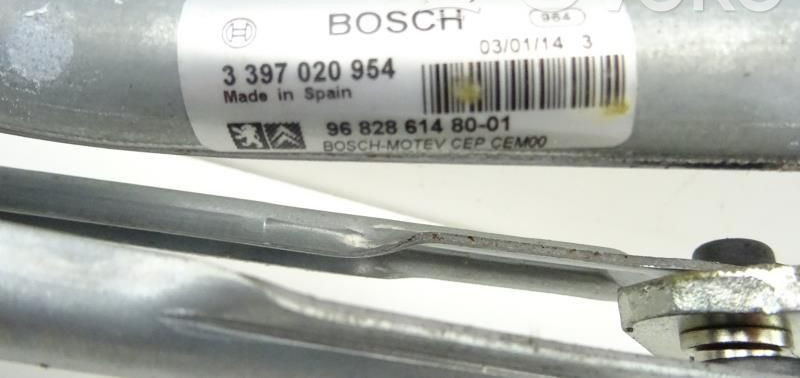 BOSCH
964
03/01/14 3
3 397 020 954
Made in Spain
96 828 614 80-01
BOSCH-MOTEV CEP CEM00